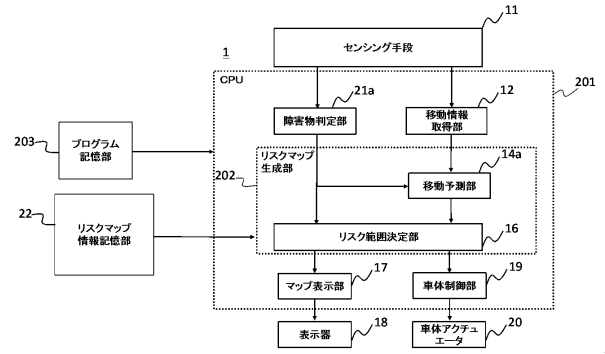 11
センシング手段
1
CPU
201
21a
12
障害物判定部
移動情報
取得部
203
プログラム
記憶部
リスクマップ
生成部
14a
202
移動予測部
22
リスクマップ
情報記憶部
16
リスク範囲決定部
17
19
マップ表示部
車体制御部
表示器
18
車体アクチュ
エータ
20